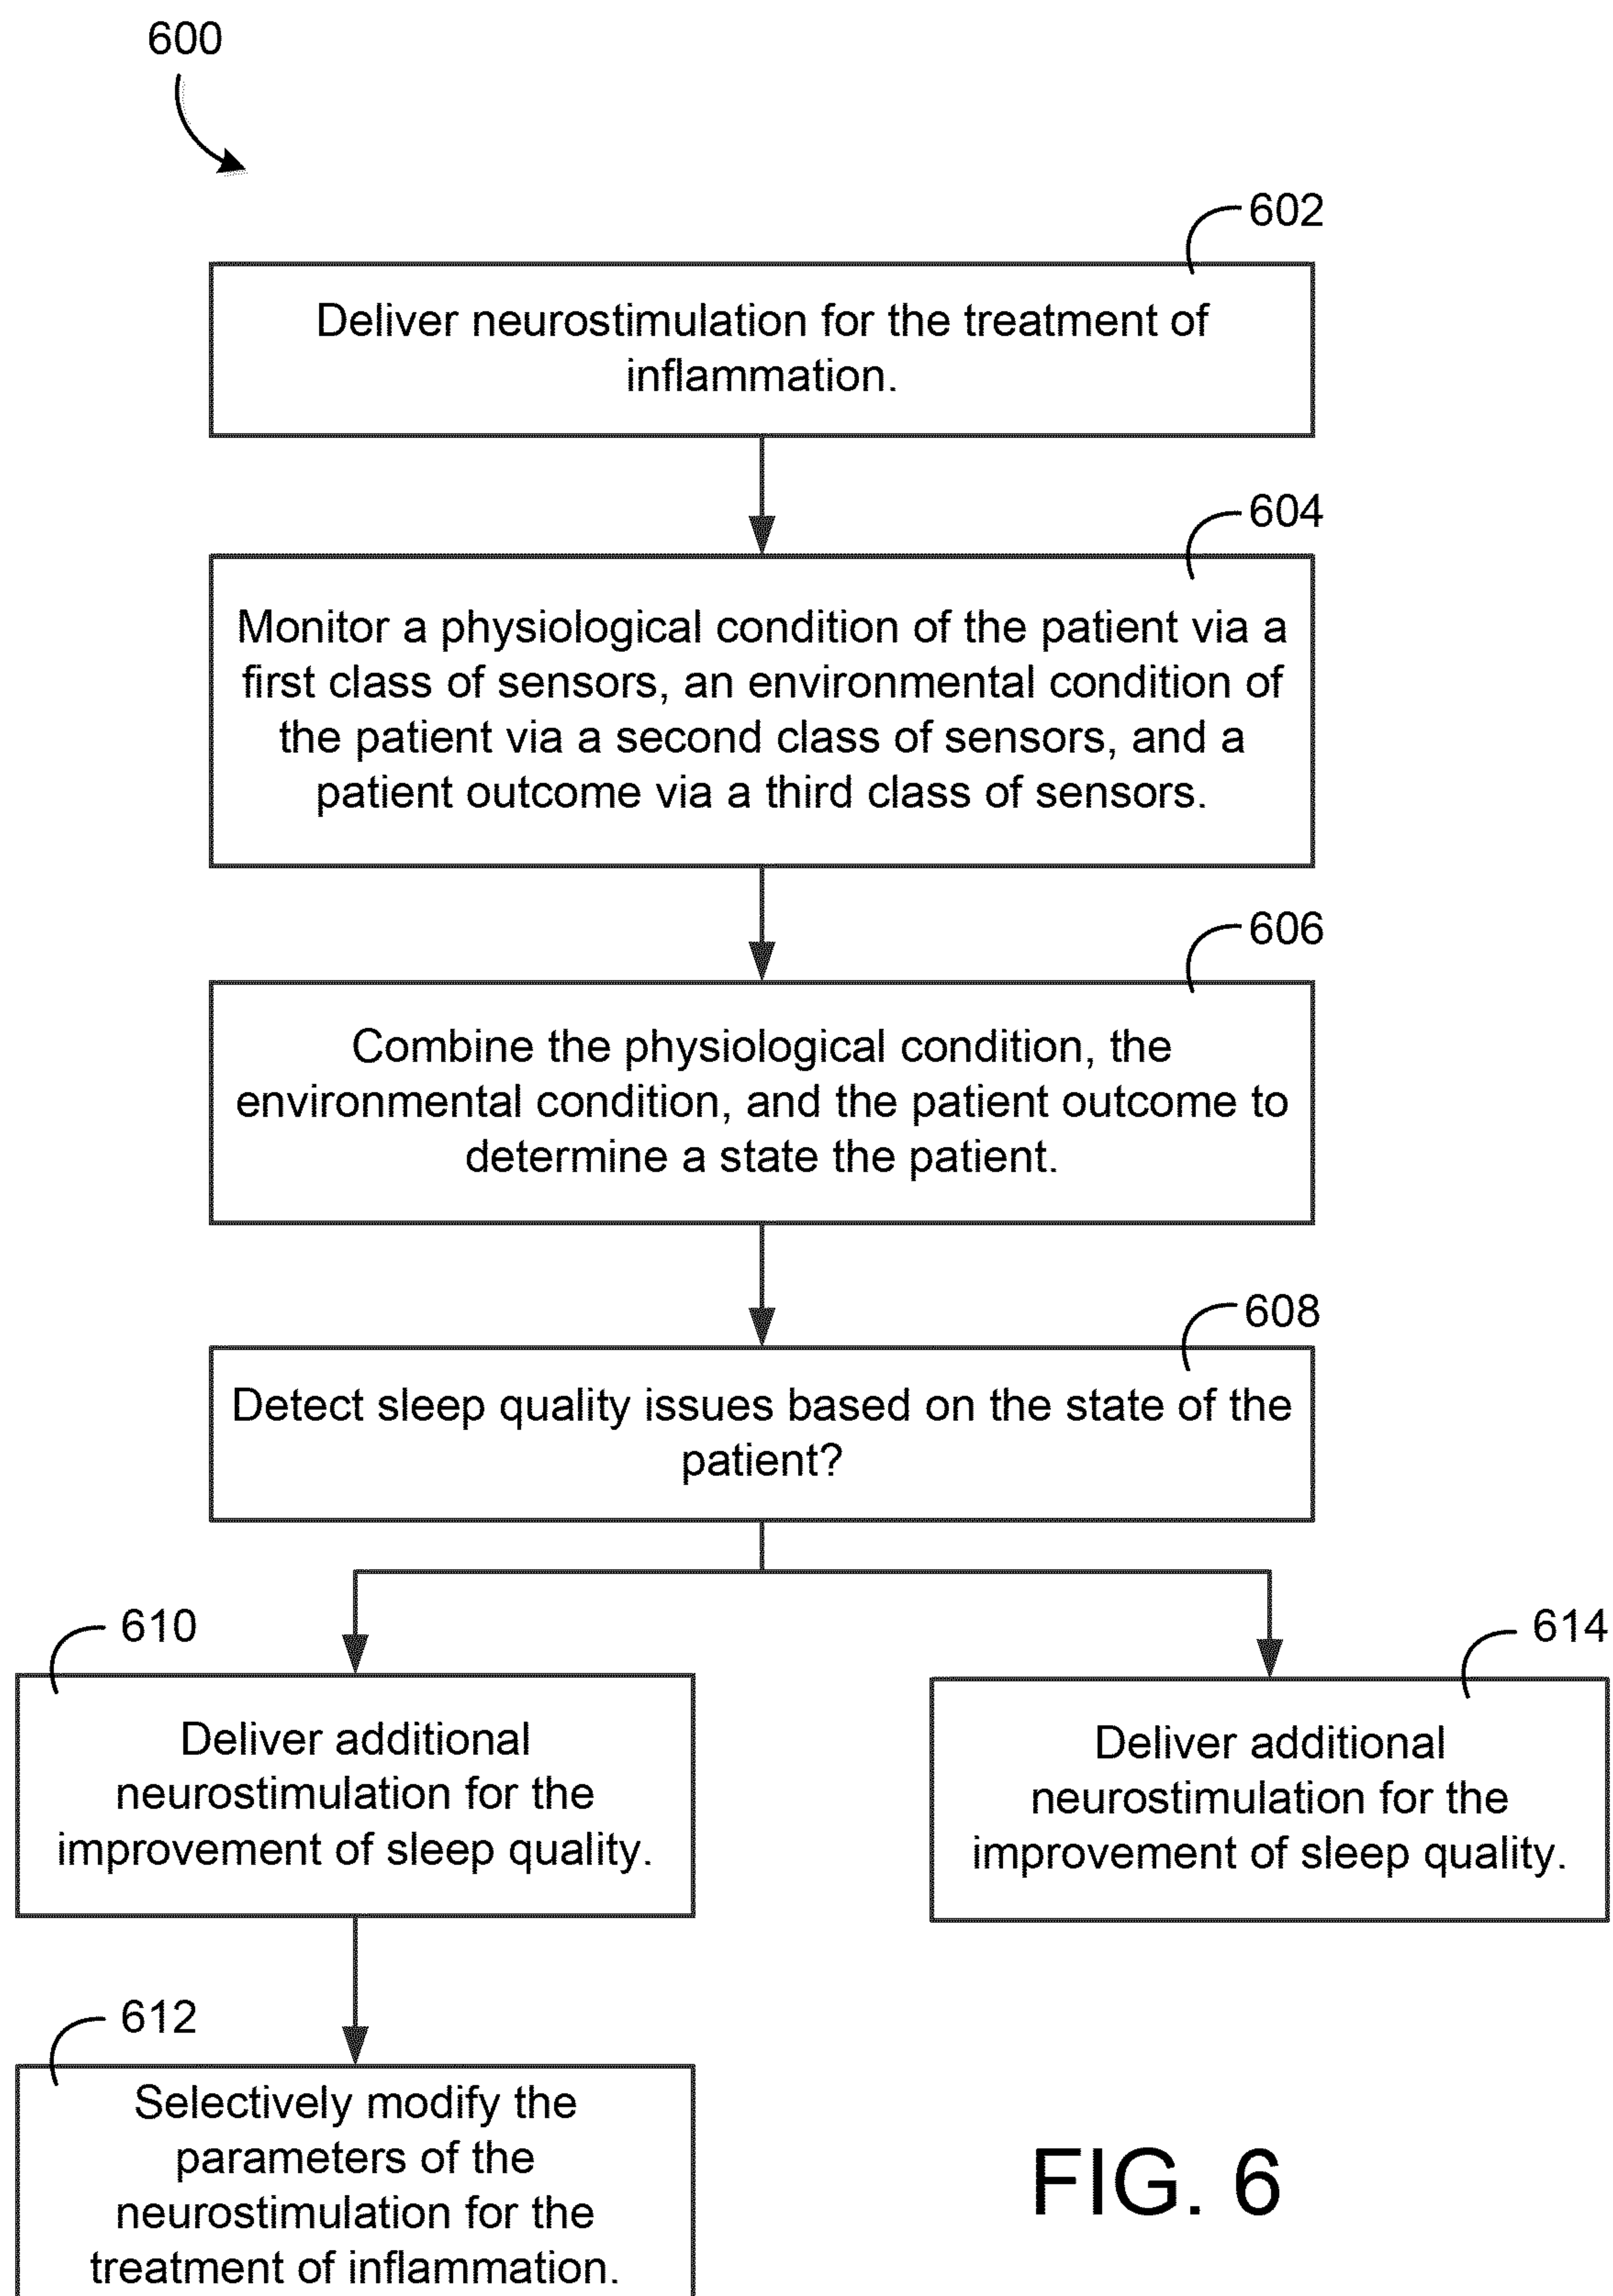 600
602
Deliver neurostimulation for the treatment of
inflammation.
604
Monitor a physiological condition of the patient via a
first class of sensors, an environmental condition of
the patient via a second class of sensors, and a
patient outcome via a third class of sensors.
606
Combine the physiological condition, the
environmental condition, and the patient outcome to
determine a state the patient.
608
Detect sleep quality issues based on the state of the
patient?
610
Deliver additional
neurostimulation for the
improvement of sleep quality.
614
Deliver additional
neurostimulation for the
improvement of sleep quality.
612
Selectively modify the
parameters of the
neurostimulation for the
treatment of inflammation.
FIG. 6